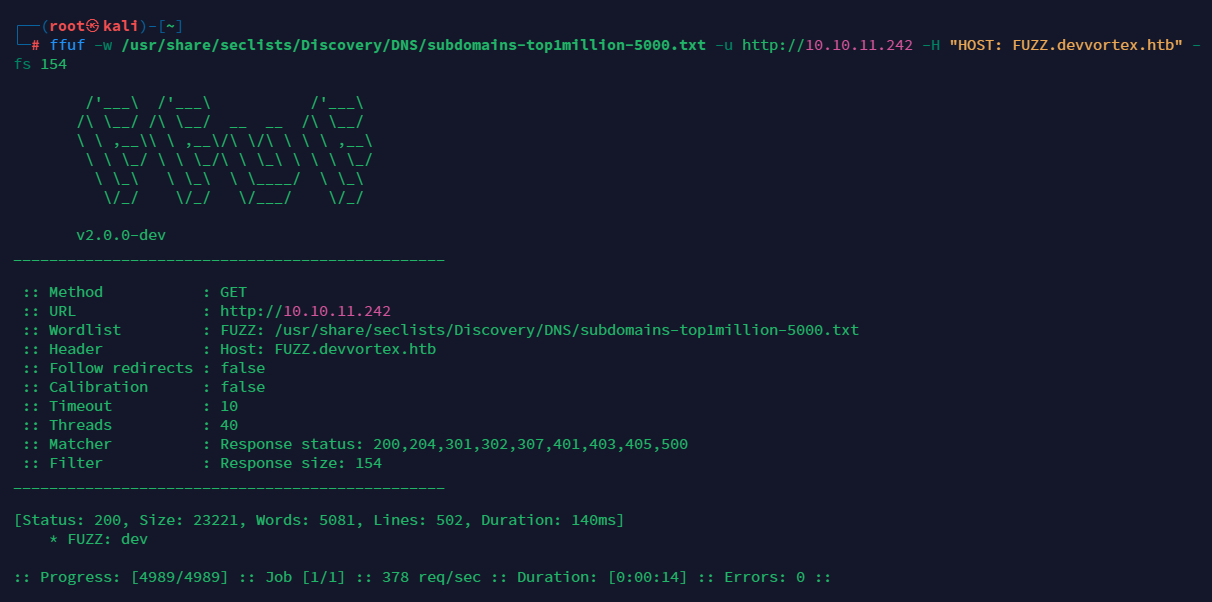 ┌──(root㉿kali)-[~]
└─# ffuf -w /usr/share/seclists/Discovery/DNS/subdomains-top1million-5000.txt -u http://10.10.11.242 -H "HOST: FUZZ.devvortex.htb" -
fs 154

        /'___\  /'___\           /'___\
       /\ \__/ /\ \__/  __  __  /\ \__/
       \ \ ,__\\ \ ,__\/\ \/\ \ \ \ ,__\
        \ \ \_/ \ \ \_/\ \ \_\ \ \ \ \_/
         \ \_\   \ \_\  \ \____/  \ \_\
          \/_/    \/_/   \/___/    \/_/

       v2.0.0-dev
________________________________________________

 :: Method           : GET
 :: URL              : http://10.10.11.242
 :: Wordlist         : FUZZ: /usr/share/seclists/Discovery/DNS/subdomains-top1million-5000.txt
 :: Header           : Host: FUZZ.devvortex.htb
 :: Follow redirects : false
 :: Calibration      : false
 :: Timeout          : 10
 :: Threads          : 40
 :: Matcher          : Response status: 200,204,301,302,307,401,403,405,500
 :: Filter           : Response size: 154
________________________________________________

[Status: 200, Size: 23221, Words: 5081, Lines: 502, Duration: 140ms]
    * FUZZ: dev

:: Progress: [4989/4989] :: Job [1/1] :: 378 req/sec :: Duration: [0:00:14] :: Errors: 0 ::